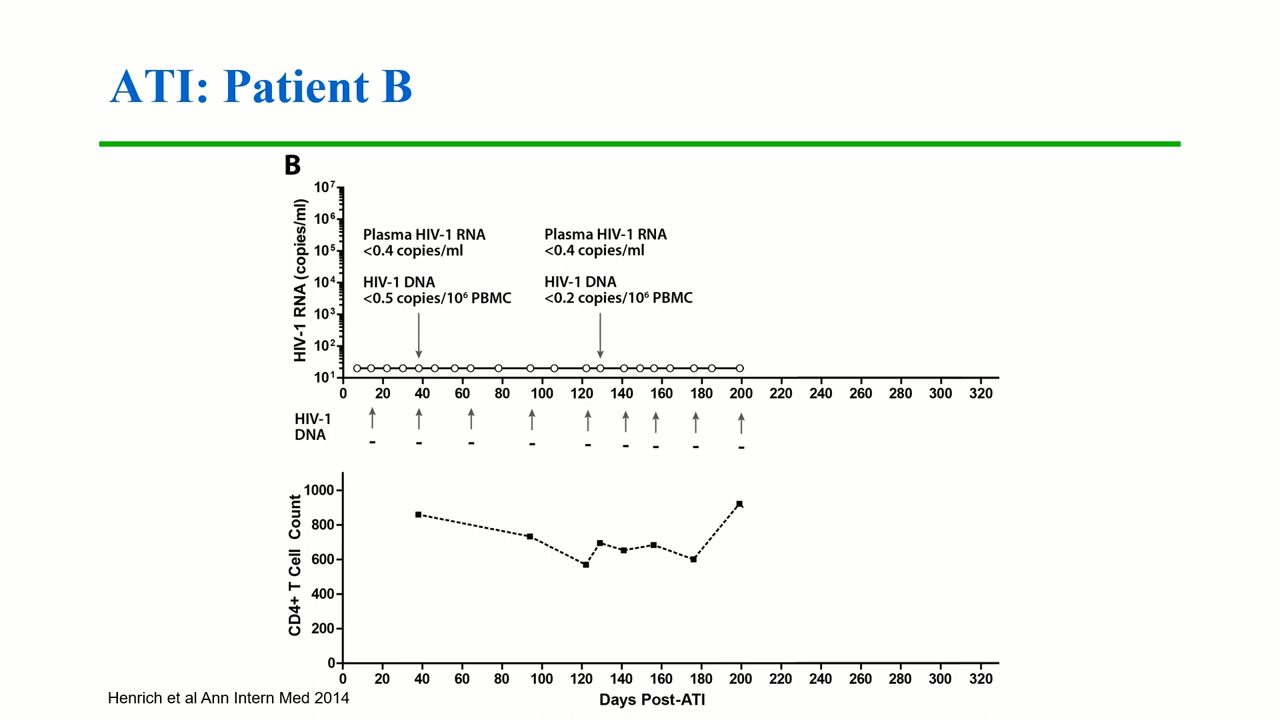 ATI: Patient B
B
HIV-1 RNA (copies/ml)
10⁷
10⁶
10⁵
10⁴
10³
10²
10¹
Plasma HIV-1 RNA
<0.4 copies/ml
HIV-1 DNA
<0.5 copies/10⁶ PBMC
Plasma HIV-1 RNA
<0.4 copies/ml
HIV-1 DNA
<0.2 copies/10⁶ PBMC
0 20 40 60 80 100 120 140 160 180 200 220 240 260 280 300 320
HIV-1
DNA
- - - - - - - - - -
CD4+ T Cell Count
1000
800
600
400
200
0
0 20 40 60 80 100 120 140 160 180 200 220 240 260 280 300 320
Days Post-ATI
Henrich et al Ann Intern Med 2014